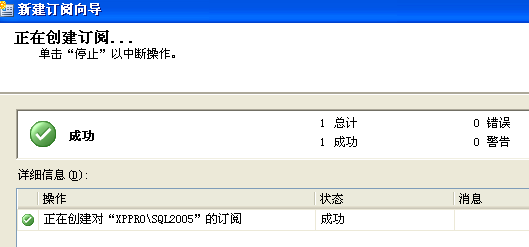 新建订阅向导
正在创建订阅...
单击“停止”以中断操作。
成功
1 总计
0 错误
1 成功
0 警告
详细信息(D):
操作 状态 消息
正在创建对“XPPRO\SQL2005”的订阅 成功